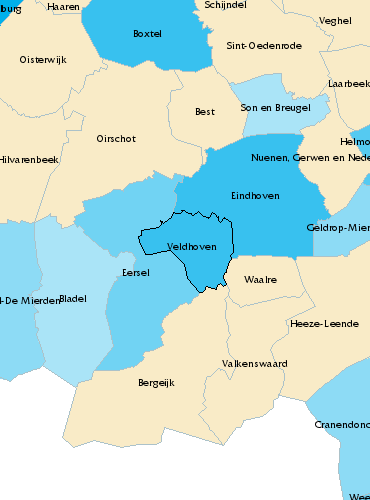 Haaren
Schijndel
burg
Veghel
Boxtel
Sint-Oedenrode
Oisterwijk
Laarbeek
Son en Breugel
Best
Oirschot
Helmo
Nuenen, Gerwen en Nede
Hilvarenbeek
Eindhoven
Geldrop-Mier
Veldhoven
Eersel
Waalre
l-De Mierden
Bladel
Heeze-Leende
Valkenswaard
Bergeijk
Cranendonc
Wee